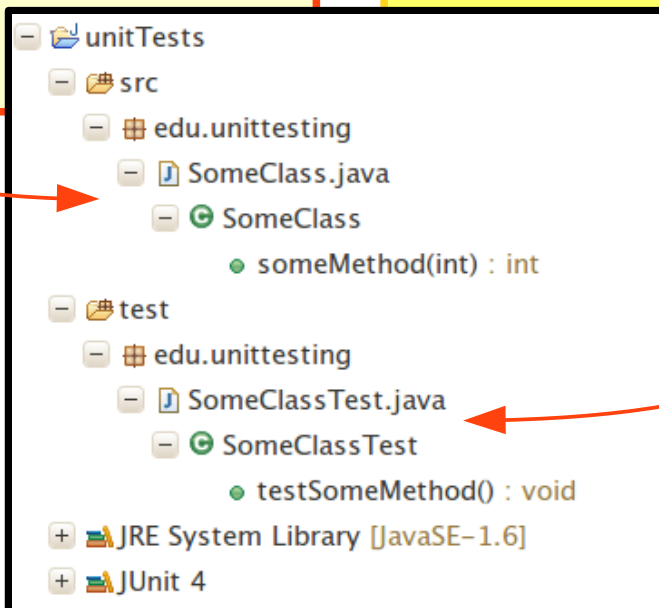 unitTests
src
edu.unittesting
SomeClass.java
SomeClass
someMethod(int) : int
test
edu.unittesting
SomeClassTest.java
SomeClassTest
testSomeMethod() : void
JRE System Library [JavaSE-1.6]
JUnit 4